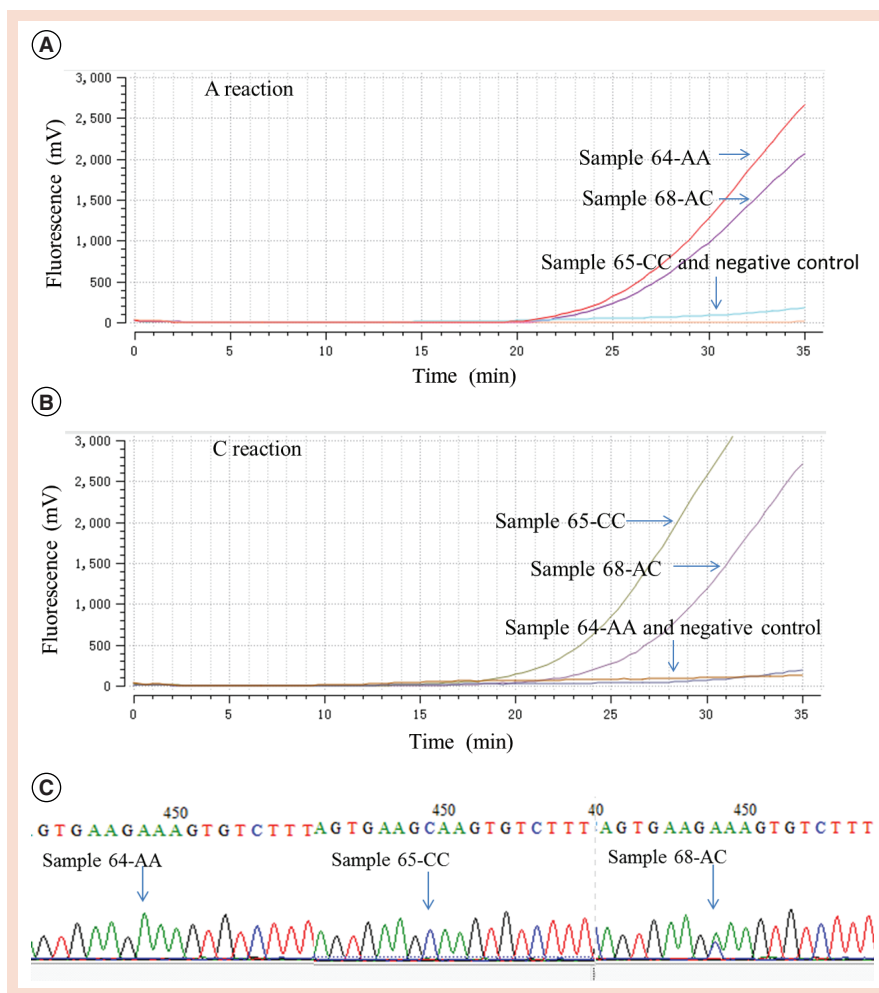 A
A reaction
3,000
2,500
2,000
1,500
1,000
500
0
Fluorescence (mV)
Sample 64-AA
Sample 68-AC
Sample 65-CC and negative control
0 5 10 15 20 25 30 35
Time (min)
B
C reaction
3,000
2,500
2,000
1,500
1,000
500
0
Fluorescence (mV)
Sample 65-CC
Sample 68-AC
Sample 64-AA and negative control
0 5 10 15 20 25 30 35
Time (min)
C
450 450 40 450
GTGAAGAAAGTGTCTTTAGTGAAGCAAGTGTCTTTAGTGAAGAAAGTGTCTTT
Sample 64-AA Sample 65-CC Sample 68-AC